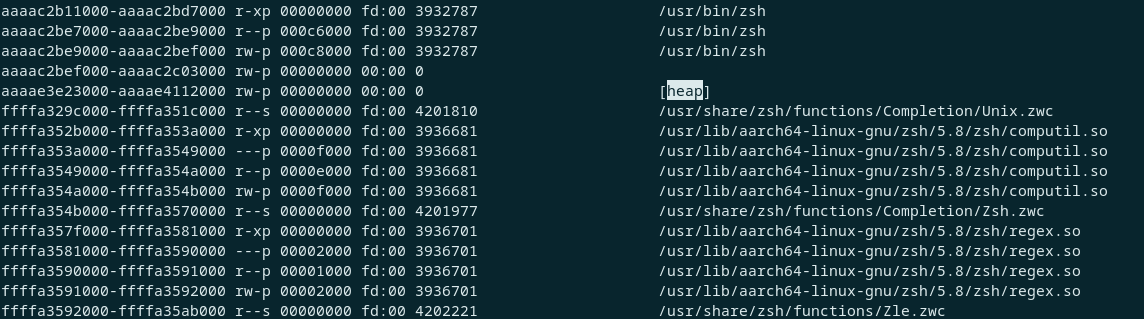 aaaac2b11000-aaaac2bd7000 r-xp 00000000 fd:00 3932787 /usr/bin/zsh
aaaac2be7000-aaaac2be9000 r--p 000c6000 fd:00 3932787 /usr/bin/zsh
aaaac2be9000-aaaac2bef000 rw-p 000c8000 fd:00 3932787 /usr/bin/zsh
aaaac2bef000-aaaac2c03000 rw-p 00000000 00:00 0
aaaae3e23000-aaaae4112000 rw-p 00000000 00:00 0 [heap]
ffffa329c000-ffffa351c000 r--s 00000000 fd:00 4201810 /usr/share/zsh/functions/Completion/Unix.zwc
ffffa352b000-ffffa353a000 r-xp 00000000 fd:00 3936681 /usr/lib/aarch64-linux-gnu/zsh/5.8/zsh/computil.so
ffffa353a000-ffffa3549000 ---p 0000f000 fd:00 3936681 /usr/lib/aarch64-linux-gnu/zsh/5.8/zsh/computil.so
ffffa3549000-ffffa354a000 r--p 0000e000 fd:00 3936681 /usr/lib/aarch64-linux-gnu/zsh/5.8/zsh/computil.so
ffffa354a000-ffffa354b000 rw-p 0000f000 fd:00 3936681 /usr/lib/aarch64-linux-gnu/zsh/5.8/zsh/computil.so
ffffa354b000-ffffa3570000 r--s 00000000 fd:00 4201977 /usr/share/zsh/functions/Completion/Zsh.zwc
ffffa357f000-ffffa3581000 r-xp 00000000 fd:00 3936701 /usr/lib/aarch64-linux-gnu/zsh/5.8/zsh/regex.so
ffffa3581000-ffffa3590000 ---p 00002000 fd:00 3936701 /usr/lib/aarch64-linux-gnu/zsh/5.8/zsh/regex.so
ffffa3590000-ffffa3591000 r--p 00001000 fd:00 3936701 /usr/lib/aarch64-linux-gnu/zsh/5.8/zsh/regex.so
ffffa3591000-ffffa3592000 rw-p 00002000 fd:00 3936701 /usr/lib/aarch64-linux-gnu/zsh/5.8/zsh/regex.so
ffffa3592000-ffffa35ab000 r--s 00000000 fd:00 4202221 /usr/share/zsh/functions/Zle.zwc